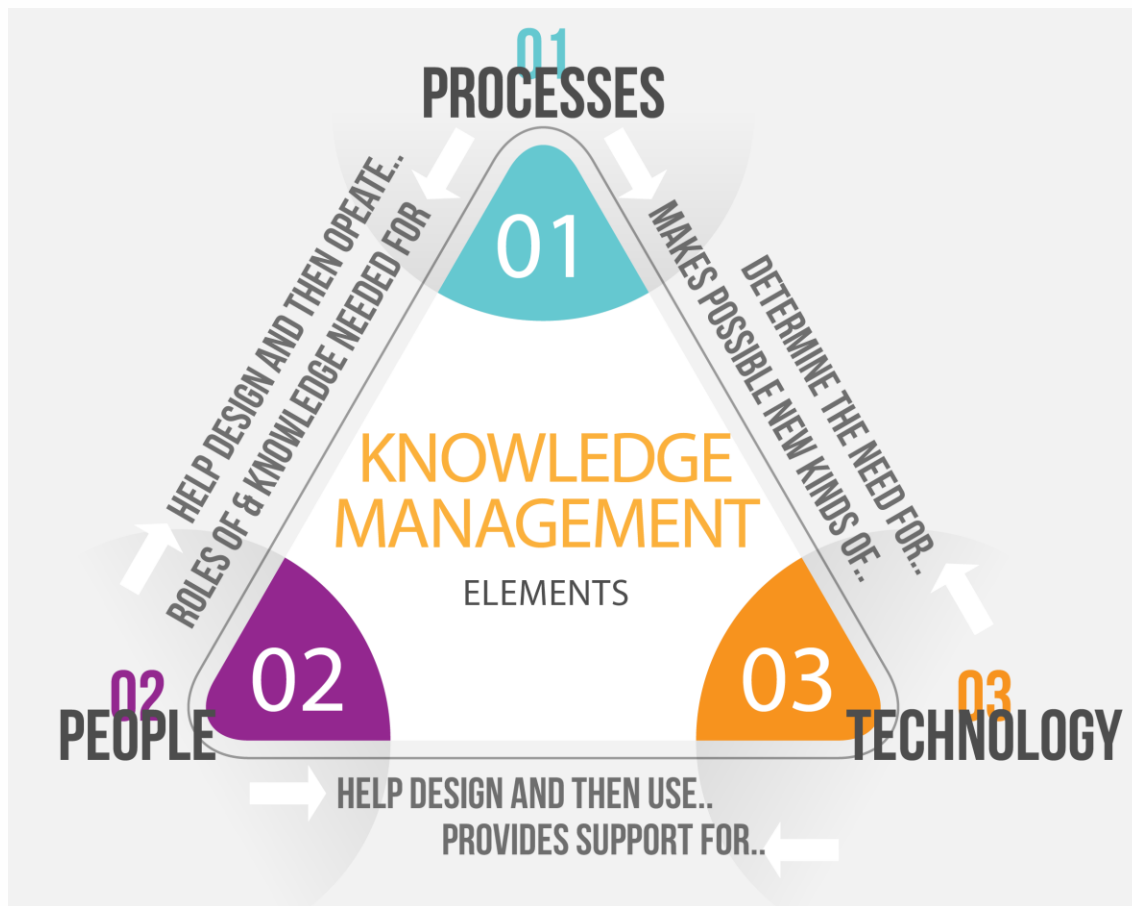 01
PROCESSES
01
HELP DESIGN AND THEN OPEATE..
ROLES OF & KNOWLEDGE NEEDED FOR
MAKES POSSIBLE NEW KINDS OF..
DETERMINE THE NEED FOR..
KNOWLEDGE
MANAGEMENT
ELEMENTS
02
PEOPLE
02
03
03
TECHNOLOGY
HELP DESIGN AND THEN USE..
PROVIDES SUPPORT FOR..